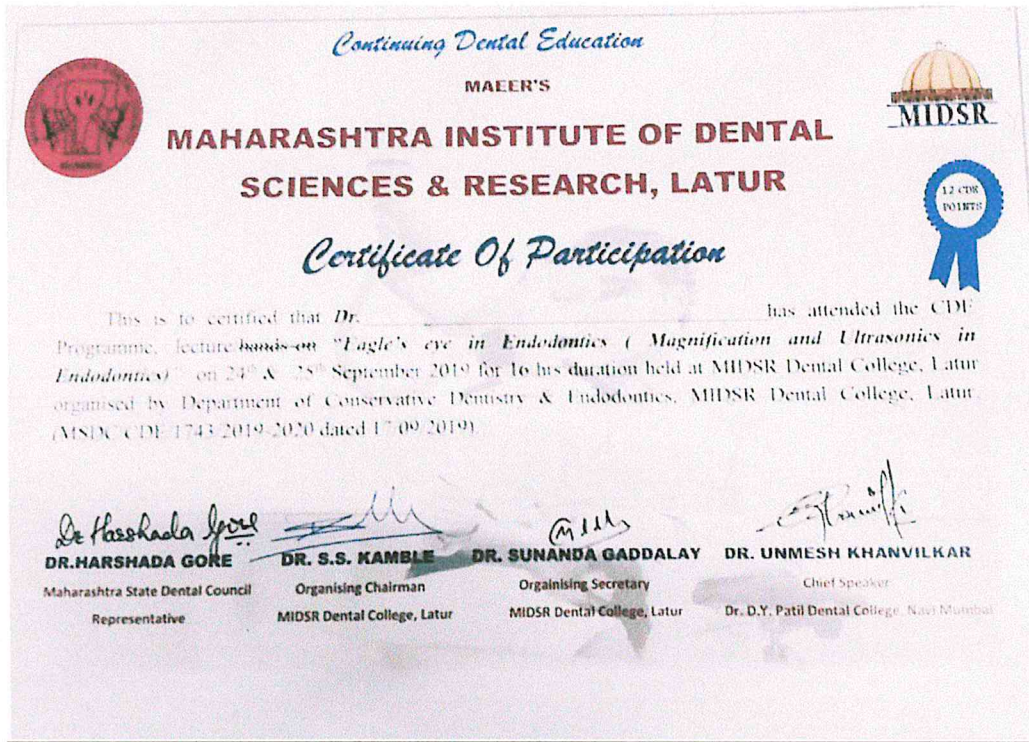 Continuing Dental Education
MAEER'S
MIDSR
MAHARASHTRA INSTITUTE OF DENTAL
SCIENCES & RESEARCH, LATUR
12 CDE
POINTS
Certificate Of Participation
This is to certified that Dr. has attended the CDE
Programme, lecture/hands-on "Eagle's eye in Endodontics ( Magnification and Ultrasonics in
Endodontics)" on 24th & 25th September 2019 for 16 hrs duration held at MIDSR Dental College, Latur
organised by Department of Conservative Dentistry & Endodontics, MIDSR Dental College, Latur.
(MSDC/CDE/1743/2019-2020 dated 17/09/2019).
Dr Harshada Gore
DR.HARSHADA GORE DR. S.S. KAMBLE DR. SUNANDA GADDALAY DR. UNMESH KHANVILKAR
Maharashtra State Dental Council Organising Chairman Orgainising Secretary Chief Speaker
Representative MIDSR Dental College, Latur MIDSR Dental College, Latur Dr. D.Y. Patil Dental College, Navi Mumbai